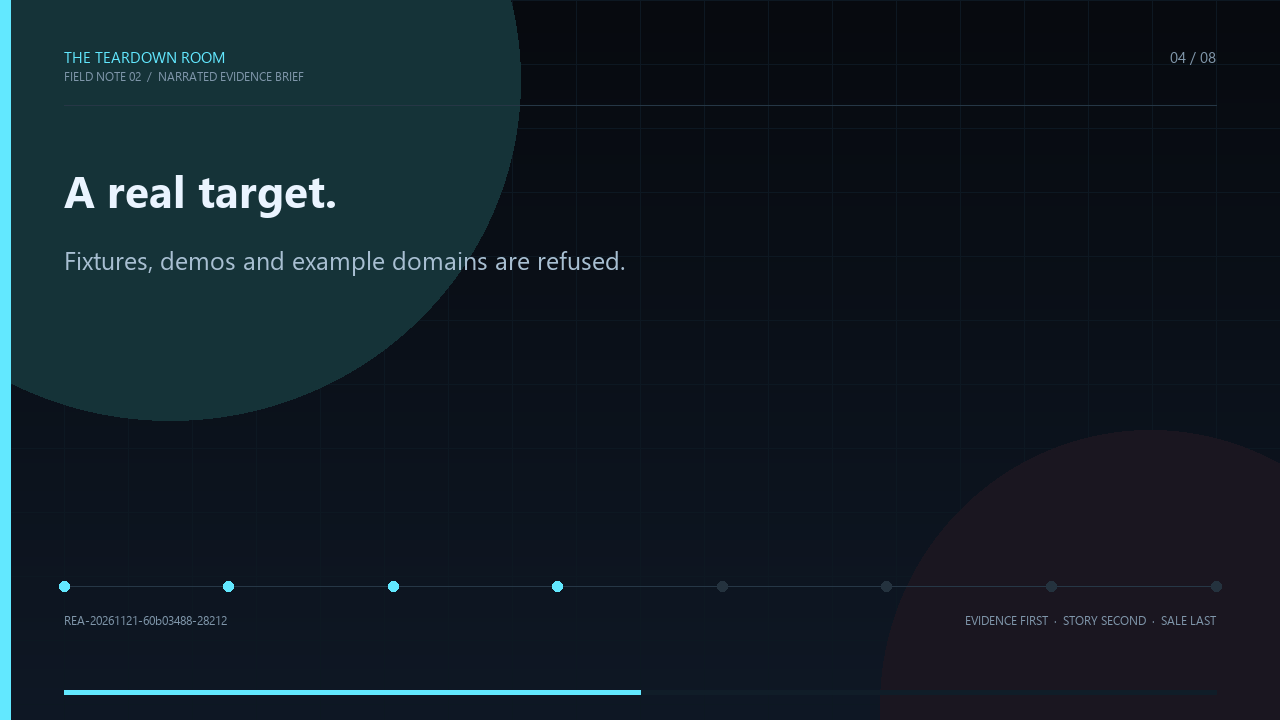 THE TEARDOWN ROOM
04 / 08
FIELD NOTE 02 / NARRATED EVIDENCE BRIEF
A real target.
Fixtures, demos and example domains are refused.
REA-20261121-60b03488-28212
EVIDENCE FIRST · STORY SECOND · SALE LAST